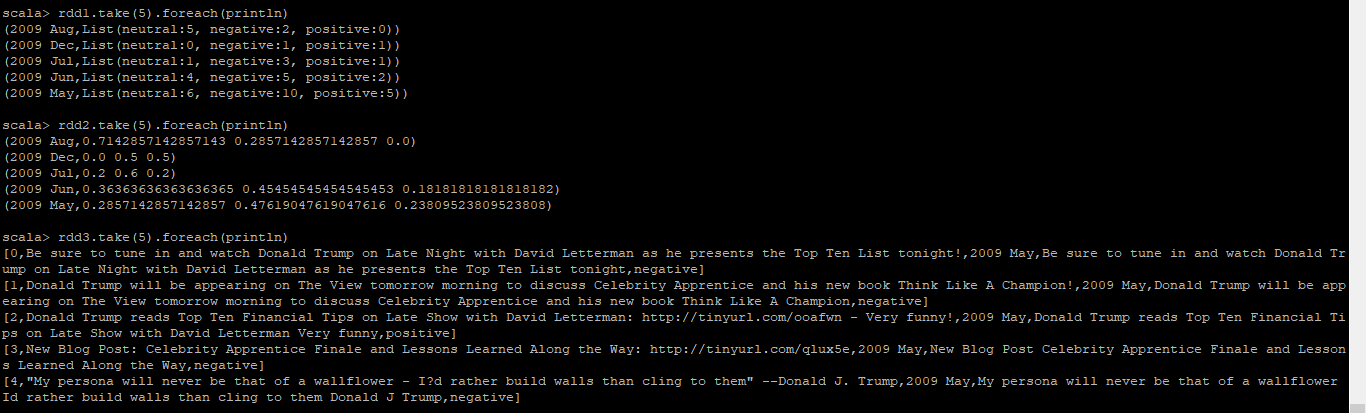 scala> rdd1.take(5).foreach(println)
(2009 Aug,List(neutral:5, negative:2, positive:0))
(2009 Dec,List(neutral:0, negative:1, positive:1))
(2009 Jul,List(neutral:1, negative:3, positive:1))
(2009 Jun,List(neutral:4, negative:5, positive:2))
(2009 May,List(neutral:6, negative:10, positive:5))
scala> rdd2.take(5).foreach(println)
(2009 Aug,0.7142857142857143 0.2857142857142857 0.0)
(2009 Dec,0.0 0.5 0.5)
(2009 Jul,0.2 0.6 0.2)
(2009 Jun,0.36363636363636365 0.45454545454545453 0.18181818181818182)
(2009 May,0.2857142857142857 0.47619047619047616 0.23809523809523808)
scala> rdd3.take(5).foreach(println)
[0,Be sure to tune in and watch Donald Trump on Late Night with David Letterman as he presents the Top Ten List tonight!,2009 May,Be sure to tune in and watch Donald Tr
ump on Late Night with David Letterman as he presents the Top Ten List tonight,negative]
[1,Donald Trump will be appearing on The View tomorrow morning to discuss Celebrity Apprentice and his new book Think Like A Champion!,2009 May,Donald Trump will be app
earing on The View tomorrow morning to discuss Celebrity Apprentice and his new book Think Like A Champion,negative]
[2,Donald Trump reads Top Ten Financial Tips on Late Show with David Letterman: http://tinyurl.com/ooafwn - Very funny!,2009 May,Donald Trump reads Top Ten Financial Ti
ps on Late Show with David Letterman Very funny,positive]
[3,New Blog Post: Celebrity Apprentice Finale and Lessons Learned Along the Way: http://tinyurl.com/qlux5e,2009 May,New Blog Post Celebrity Apprentice Finale and Lesson
s Learned Along the Way,negative]
[4,"My persona will never be that of a wallflower - I?d rather build walls than cling to them" --Donald J. Trump,2009 May,My persona will never be that of a wallflower
Id rather build walls than cling to them Donald J Trump,negative]